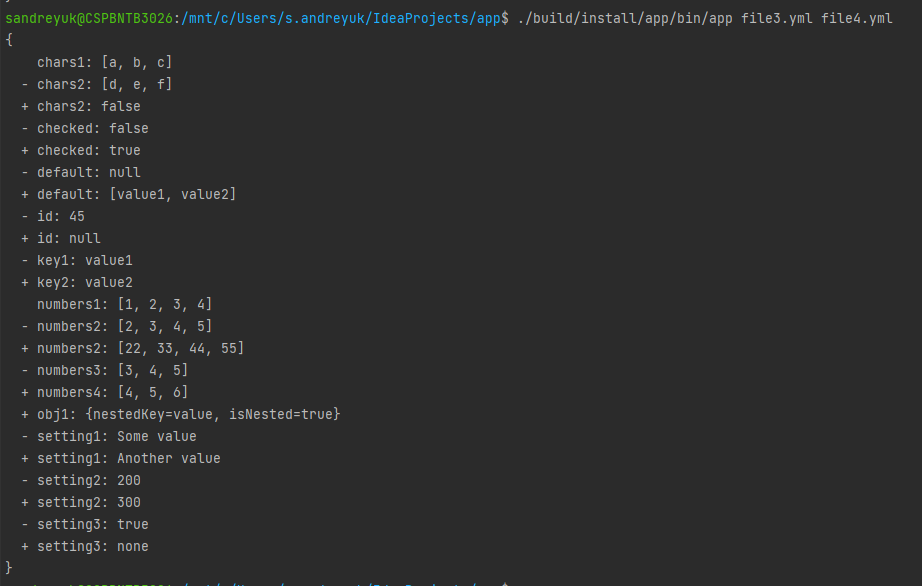 sandreyuk@CSPBNTB3026:/mnt/c/Users/s.andreyuk/IdeaProjects/app$ ./build/install/app/bin/app file3.yml file4.yml
{
    chars1: [a, b, c]
  - chars2: [d, e, f]
  + chars2: false
  - checked: false
  + checked: true
  - default: null
  + default: [value1, value2]
  - id: 45
  + id: null
  - key1: value1
  + key2: value2
    numbers1: [1, 2, 3, 4]
  - numbers2: [2, 3, 4, 5]
  + numbers2: [22, 33, 44, 55]
  - numbers3: [3, 4, 5]
  + numbers4: [4, 5, 6]
  + obj1: {nestedKey=value, isNested=true}
  - setting1: Some value
  + setting1: Another value
  - setting2: 200
  + setting2: 300
  - setting3: true
  + setting3: none
}